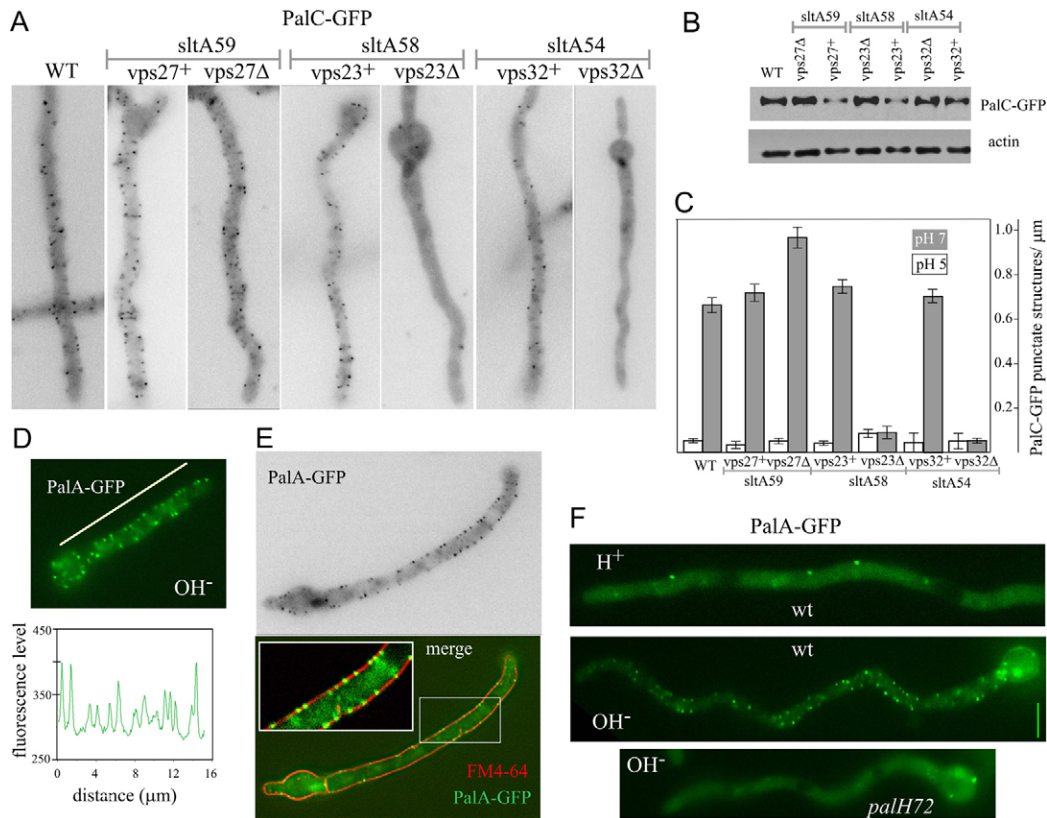 A
PalC-GFP
sltA59
sltA58
sltA54
WT
vps27+
vps27Δ
vps23+
vps23Δ
vps32+
vps32Δ
B
sltA59
sltA58
sltA54
WT
vps27Δ
vps27+
vps23Δ
vps23+
vps32Δ
vps32+
PalC-GFP
actin
C
pH 7
pH 5
1.0
0.8
0.6
0.4
0.2
PalC-GFP punctate structures/ μm
WT
vps27+
vps27Δ
vps23+
vps23Δ
vps32+
vps32Δ
sltA59
sltA58
sltA54
D
PalA-GFP
OH-
450
350
250
fluorescence level
0
4
8
12
16
distance (μm)
E
PalA-GFP
merge
FM4-64
PalA-GFP
F
PalA-GFP
H+
wt
wt
OH-
OH-
palH72